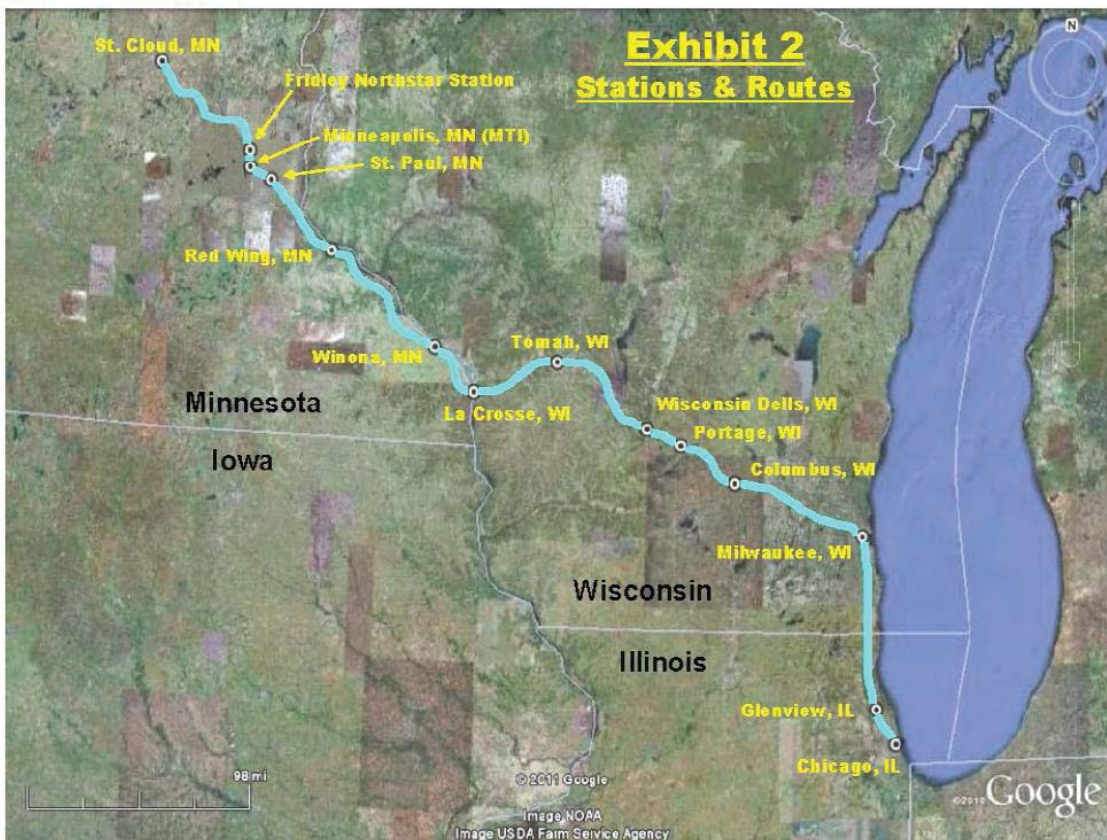 Exhibit 2
Stations & Routes
N
St. Cloud, MN
Fridley Northstar Station
Minneapolis, MN (MTI)
St. Paul, MN
Red Wing, MN
Winona, MN
Tomah, WI
La Crosse, WI
Wisconsin Dells, WI
Portage, WI
Columbus, WI
Minnesota
Iowa
Milwaukee, WI
Wisconsin
Illinois
Glenview, IL
Chicago, IL
98 mi
© 2011 Google
Image NOAA
Image USDA Farm Service Agency
©2010 Google